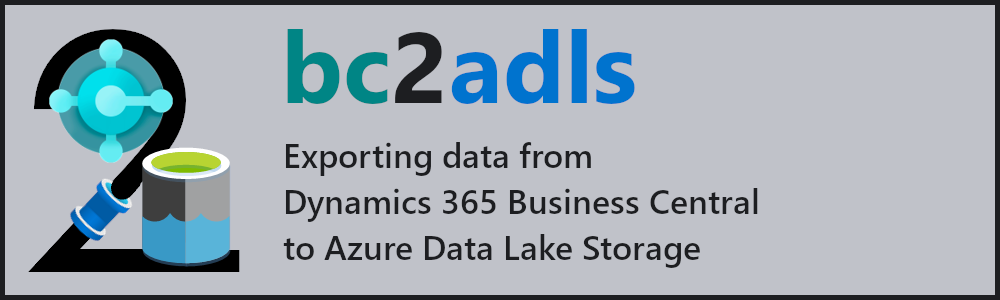 bc2adls
Exporting data from
Dynamics 365 Business Central
to Azure Data Lake Storage